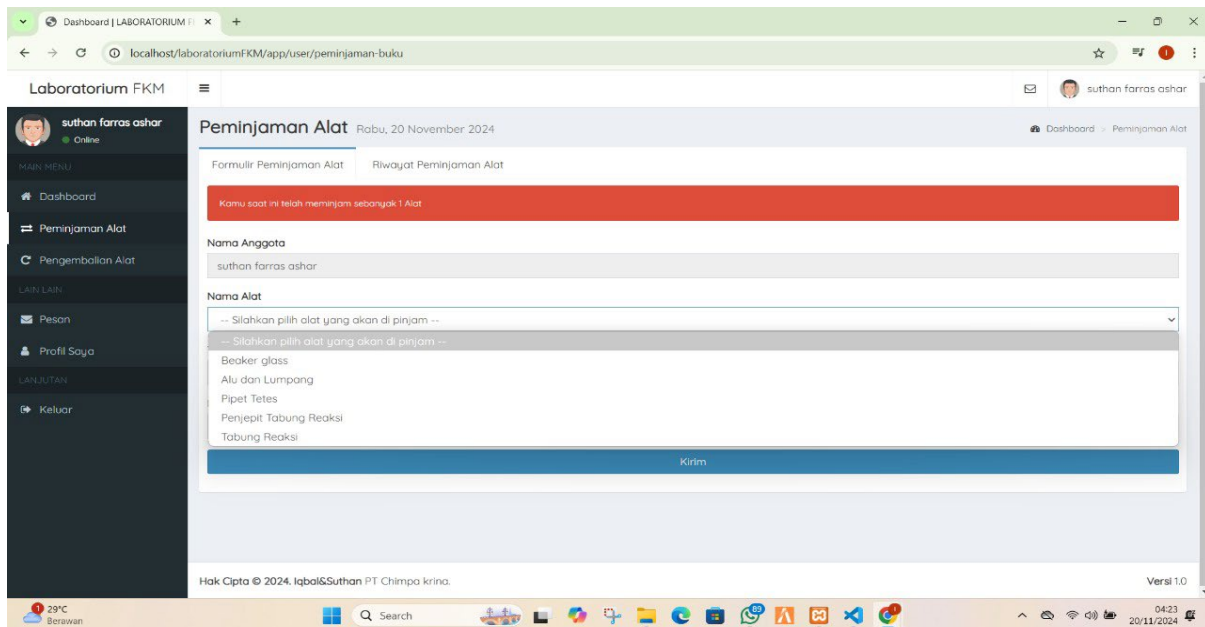 Dashboard | LABORATORIUM F
localhost/laboratoriumFKM/app/user/peminjaman-buku
Laboratorium FKM
suthan farras ashar
suthan farras ashar
Online
Peminjaman Alat Rabu, 20 November 2024
Dashboard > Peminjaman Alat
MAIN MENU
Dashboard
Peminjaman Alat
Pengembalian Alat
LAIN LAIN
Pesan
Profil Saya
LANJUTAN
Keluar
Formulir Peminjaman Alat Riwayat Peminjaman Alat
Kamu saat ini telah meminjam sebanyak 1 Alat
Nama Anggota
suthan farras ashar
Nama Alat
-- Silahkan pilih alat yang akan di pinjam --
-- Silahkan pilih alat yang akan di pinjam --
Beaker glass
Alu dan Lumpang
Pipet Tetes
Penjepit Tabung Reaksi
Tabung Reaksi
Kirim
Hak Cipta © 2024. Iqbal&Suthan PT Chimpa krina.
Versi 1.0
1
29°C
Berawan
Search
89
04:23
20/11/2024